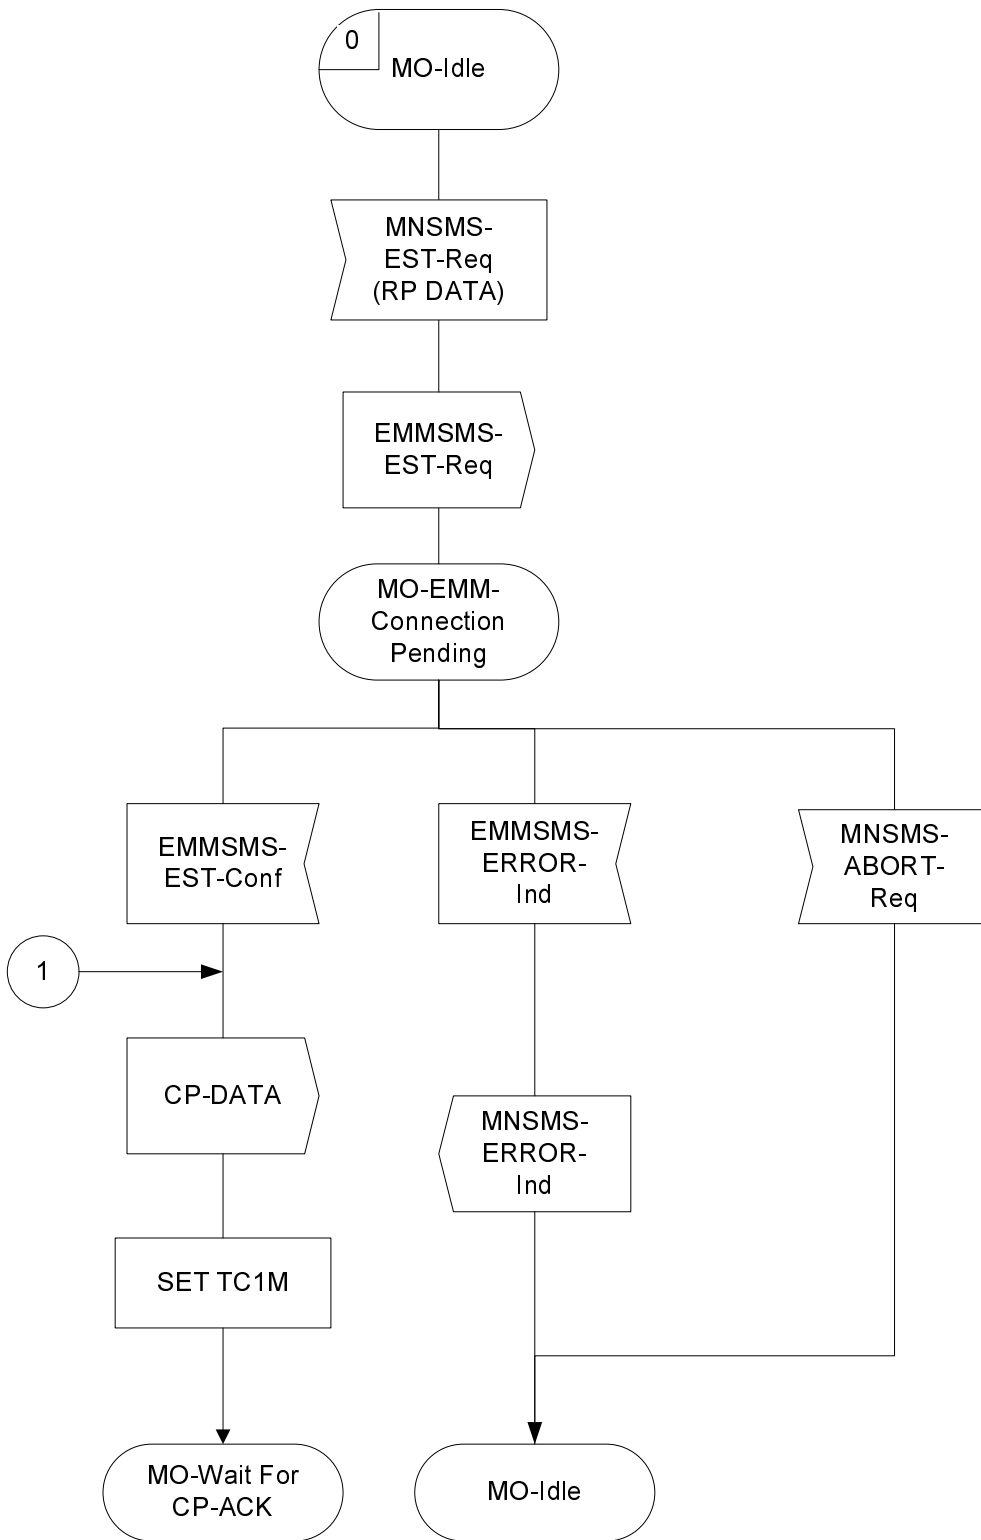 0
MO-Idle
MNSMS-
EST-Req
(RP DATA)
EMMSMS-
EST-Req
MO-EMM-
Connection
Pending
EMMSMS-
EST-Conf
EMMSMS-
ERROR-
Ind
MNSMS-
ABORT-
Req
1
CP-DATA
MNSMS-
ERROR-
Ind
SET TC1M
MO-Wait For
CP-ACK
MO-Idle